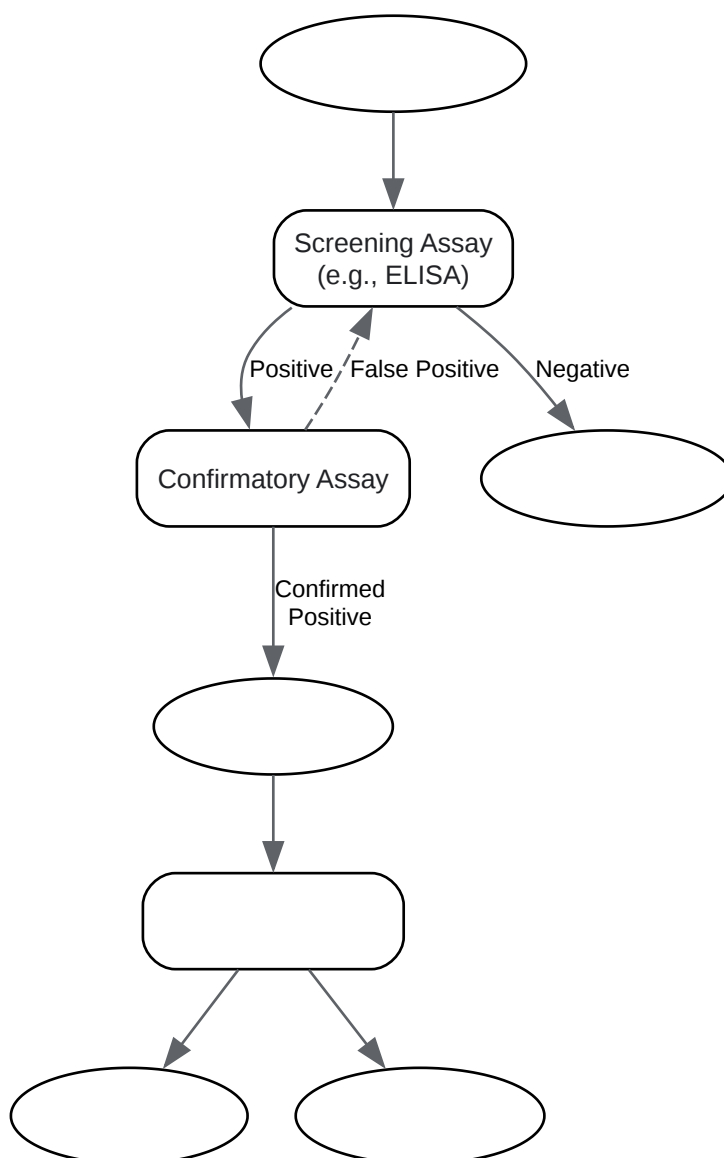 Screening Assay
(e.g., ELISA)
Positive
False Positive
Negative
Confirmatory Assay
Confirmed
Positive